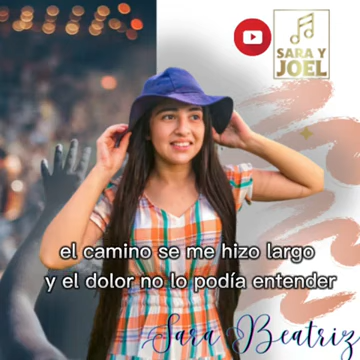 SARA Y
JOEL
el camino se me hizo largo
y el dolor no lo podía entender
Sara Beatriz